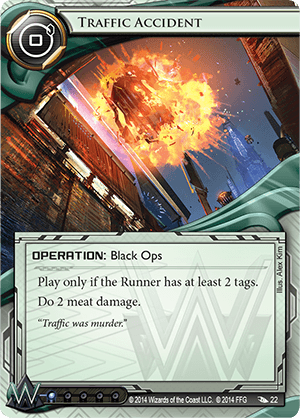 TRAFFIC ACCIDENT
0
OPERATION: Black Ops
Play only if the Runner has at least 2 tags.
Do 2 meat damage.
“Traffic was murder.”
Illus. Alex Kim
© 2014 Wizards of the Coast LLC. © 2014 FFG 22